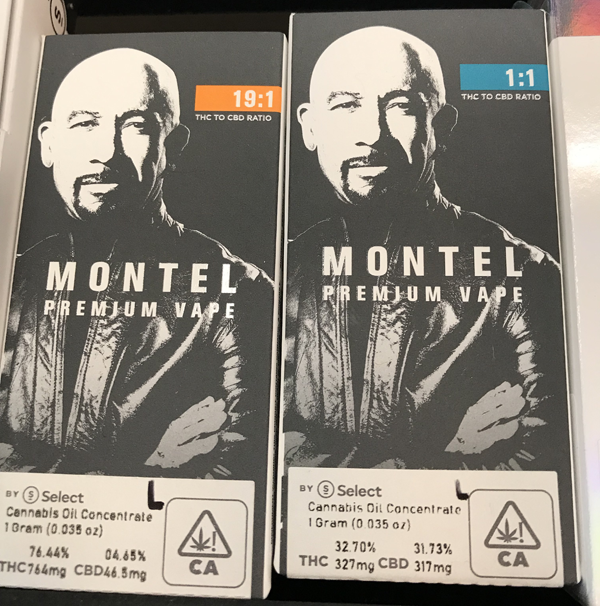 19:1
THC TO CBD RATIO
MONTEL
PREMIUM VAPE
BY S Select
L
Cannabis Oil Concentrate
1 Gram (0.035 oz)
76.44% 04.65%
THC 764mg CBD 46.5mg
CA
1:1
THC TO CBD RATIO
MONTEL
PREMIUM VAPE
BY S Select
L
Cannabis Oil Concentrate
1 Gram (0.035 oz)
32.70% 31.73%
THC 327mg CBD 317mg
CA
S